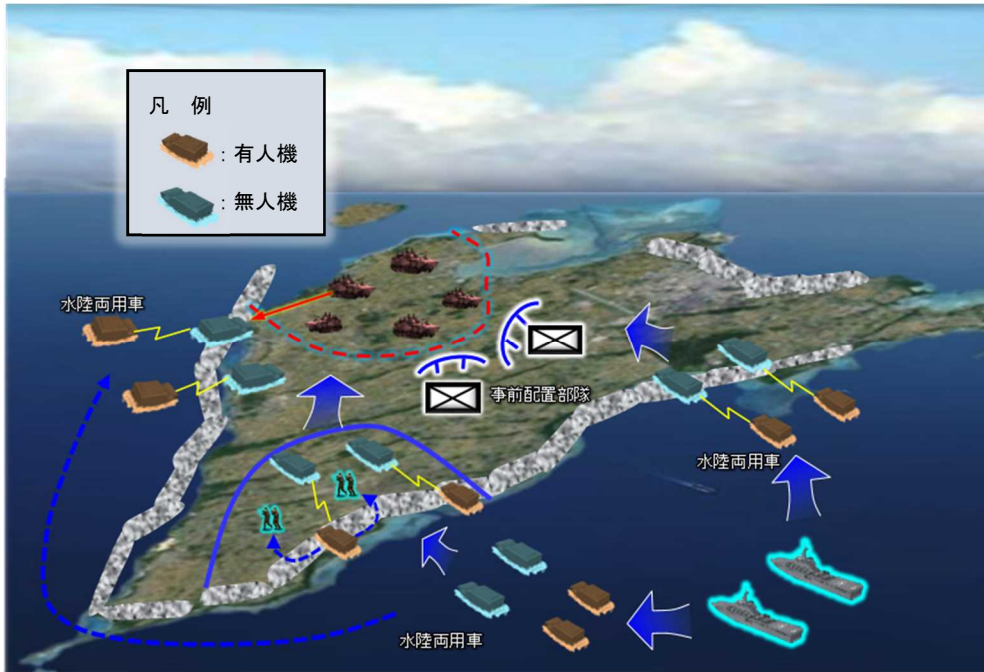 凡　例
：有人機
：無人機
水陸両用車
事前配置部隊
水陸両用車
水陸両用車